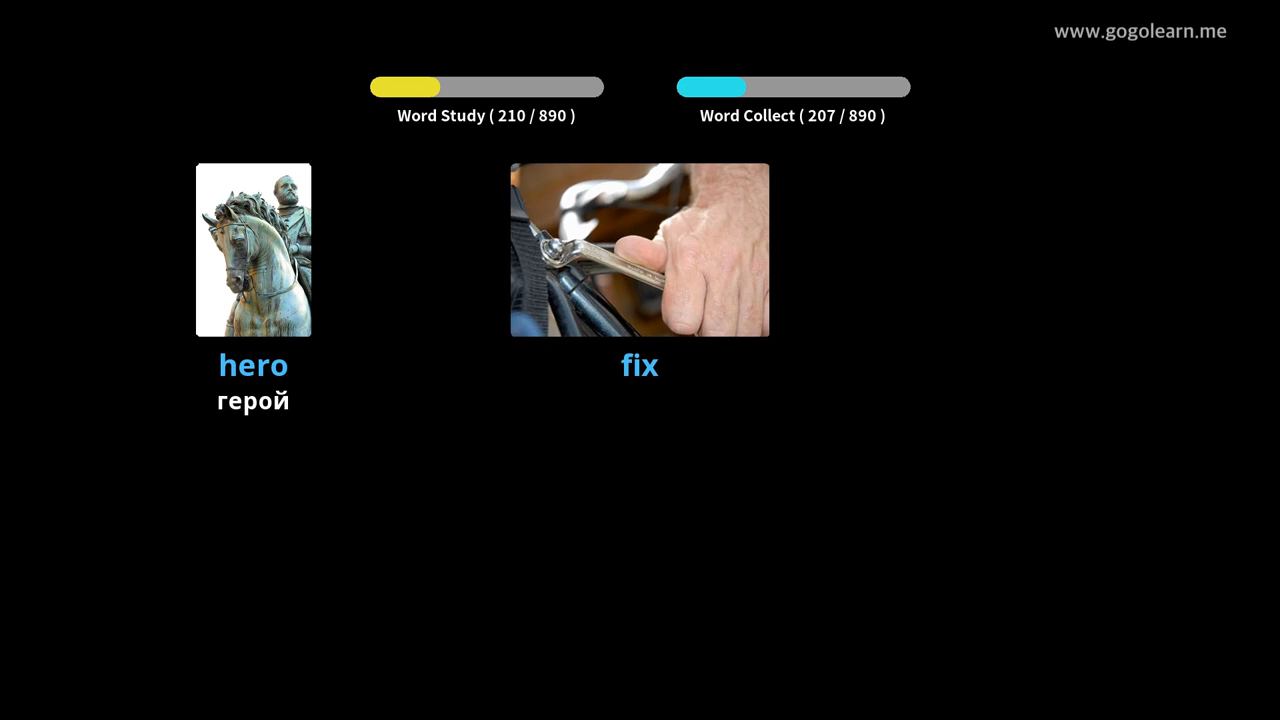 www.gogolearn.me
Word Study ( 210 / 890 )
Word Collect ( 207 / 890 )
hero
герой
fix